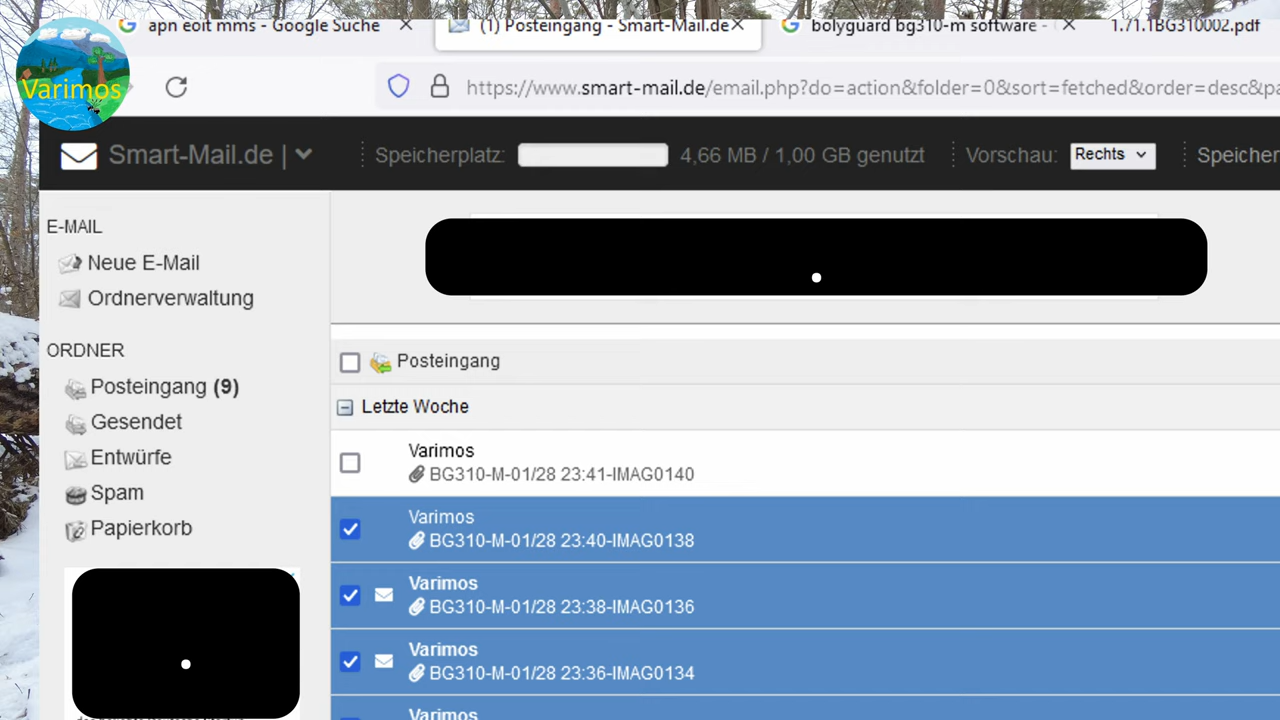 apn eoit mms - Google Suche
(1) Posteingang - Smart-Mail.de
bolyguard bg310-m software -
1.71.1BG310002.pdf
Varimos
https://www.smart-mail.de/email.php?do=action&folder=0&sort=fetched&order=desc&pa
Smart-Mail.de |
Speicherplatz:
4,66 MB / 1,00 GB genutzt
Vorschau:
Rechts
Speicher
E-MAIL
Neue E-Mail
Ordnerverwaltung
ORDNER
Posteingang (9)
Gesendet
Entwürfe
Spam
Papierkorb
Posteingang
Letzte Woche
Varimos
BG310-M-01/28 23:41-IMAG0140
Varimos
BG310-M-01/28 23:40-IMAG0138
Varimos
BG310-M-01/28 23:38-IMAG0136
Varimos
BG310-M-01/28 23:36-IMAG0134
Varimos